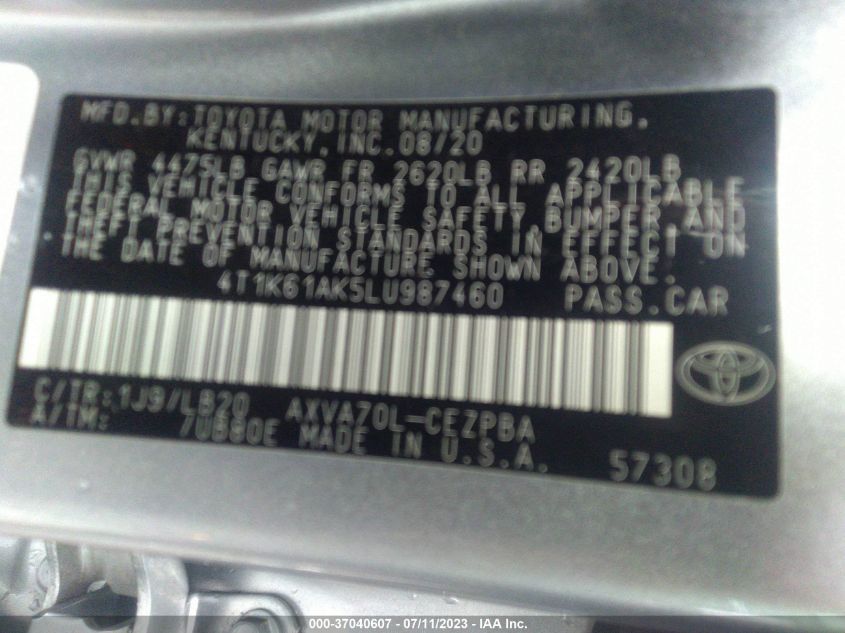 MFD.BY:TOYOTA MOTOR MANUFACTURING,
KENTUCKY,INC.08/20
GVWR 4475LB GAWR FR 2620LB RR 2420LB
THIS VEHICLE CONFORMS TO ALL APPLICABLE
FEDERAL MOTOR VEHICLE SAFETY,BUMPER AND
THEFT PREVENTION STANDARDS IN EFFECT ON
THE DATE OF MANUFACTURE SHOWN ABOVE.
4T1K61AK5LU987460 PASS.CAR
C/TR:1J9/LB20 AXVA70L-CEZPBA
A/TM: /UB80E MADE IN U.S.A.
57308
000-37040607 - 07/11/2023 - IAA Inc.